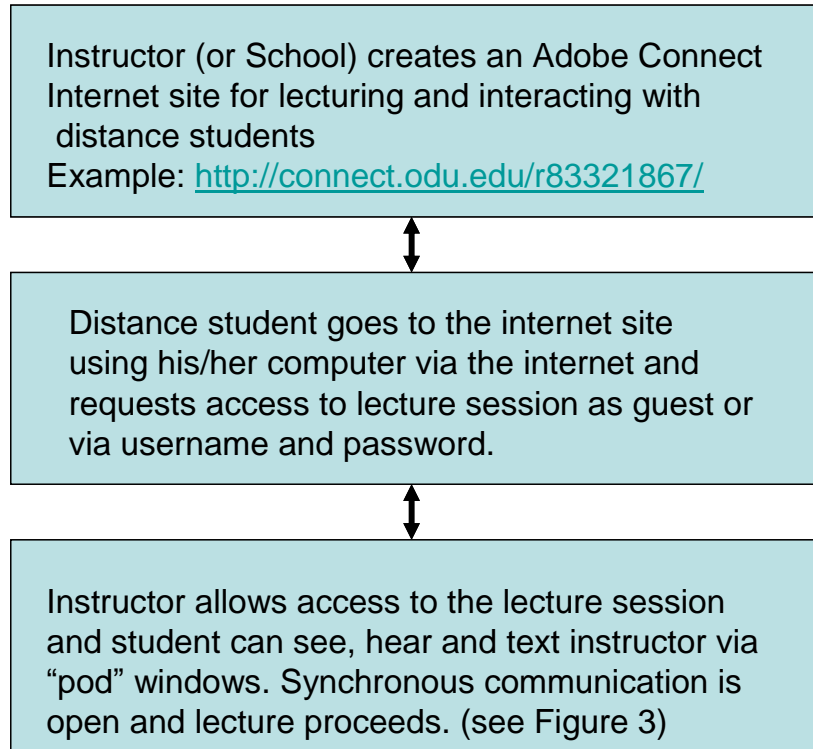 Instructor (or School) creates an Adobe Connect
Internet site for lecturing and interacting with
distance students
Example: http://connect.odu.edu/r83321867/
Distance student goes to the internet site
using his/her computer via the internet and
requests access to lecture session as guest or
via username and password.
Instructor allows access to the lecture session
and student can see, hear and text instructor via
“pod” windows. Synchronous communication is
open and lecture proceeds. (see Figure 3)